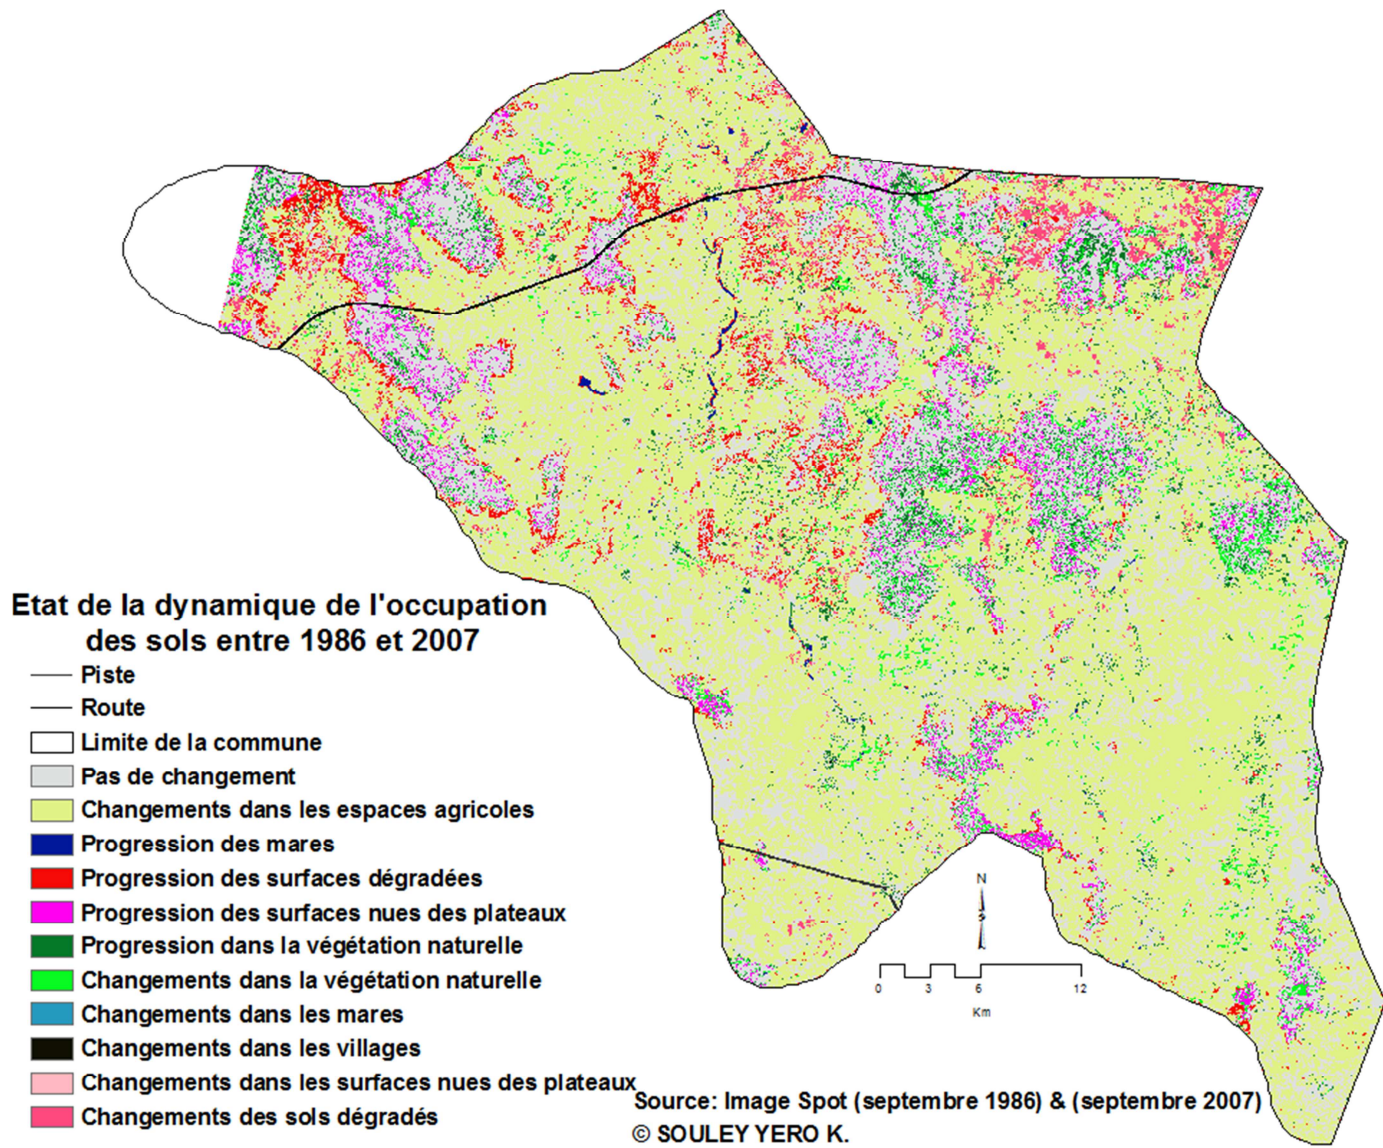 Etat de la dynamique de l'occupation
des sols entre 1986 et 2007
Piste
Route
Limite de la commune
Pas de changement
Changements dans les espaces agricoles
Progression des mares
Progression des surfaces dégradées
Progression des surfaces nues des plateaux
Progression dans la végétation naturelle
Changements dans la végétation naturelle
Changements dans les mares
Changements dans les villages
Changements dans les surfaces nues des plateaux
Changements des sols dégradés
N
0 3 6 12
Km
Source: Image Spot (septembre 1986) & (septembre 2007)
© SOULEY YERO K.